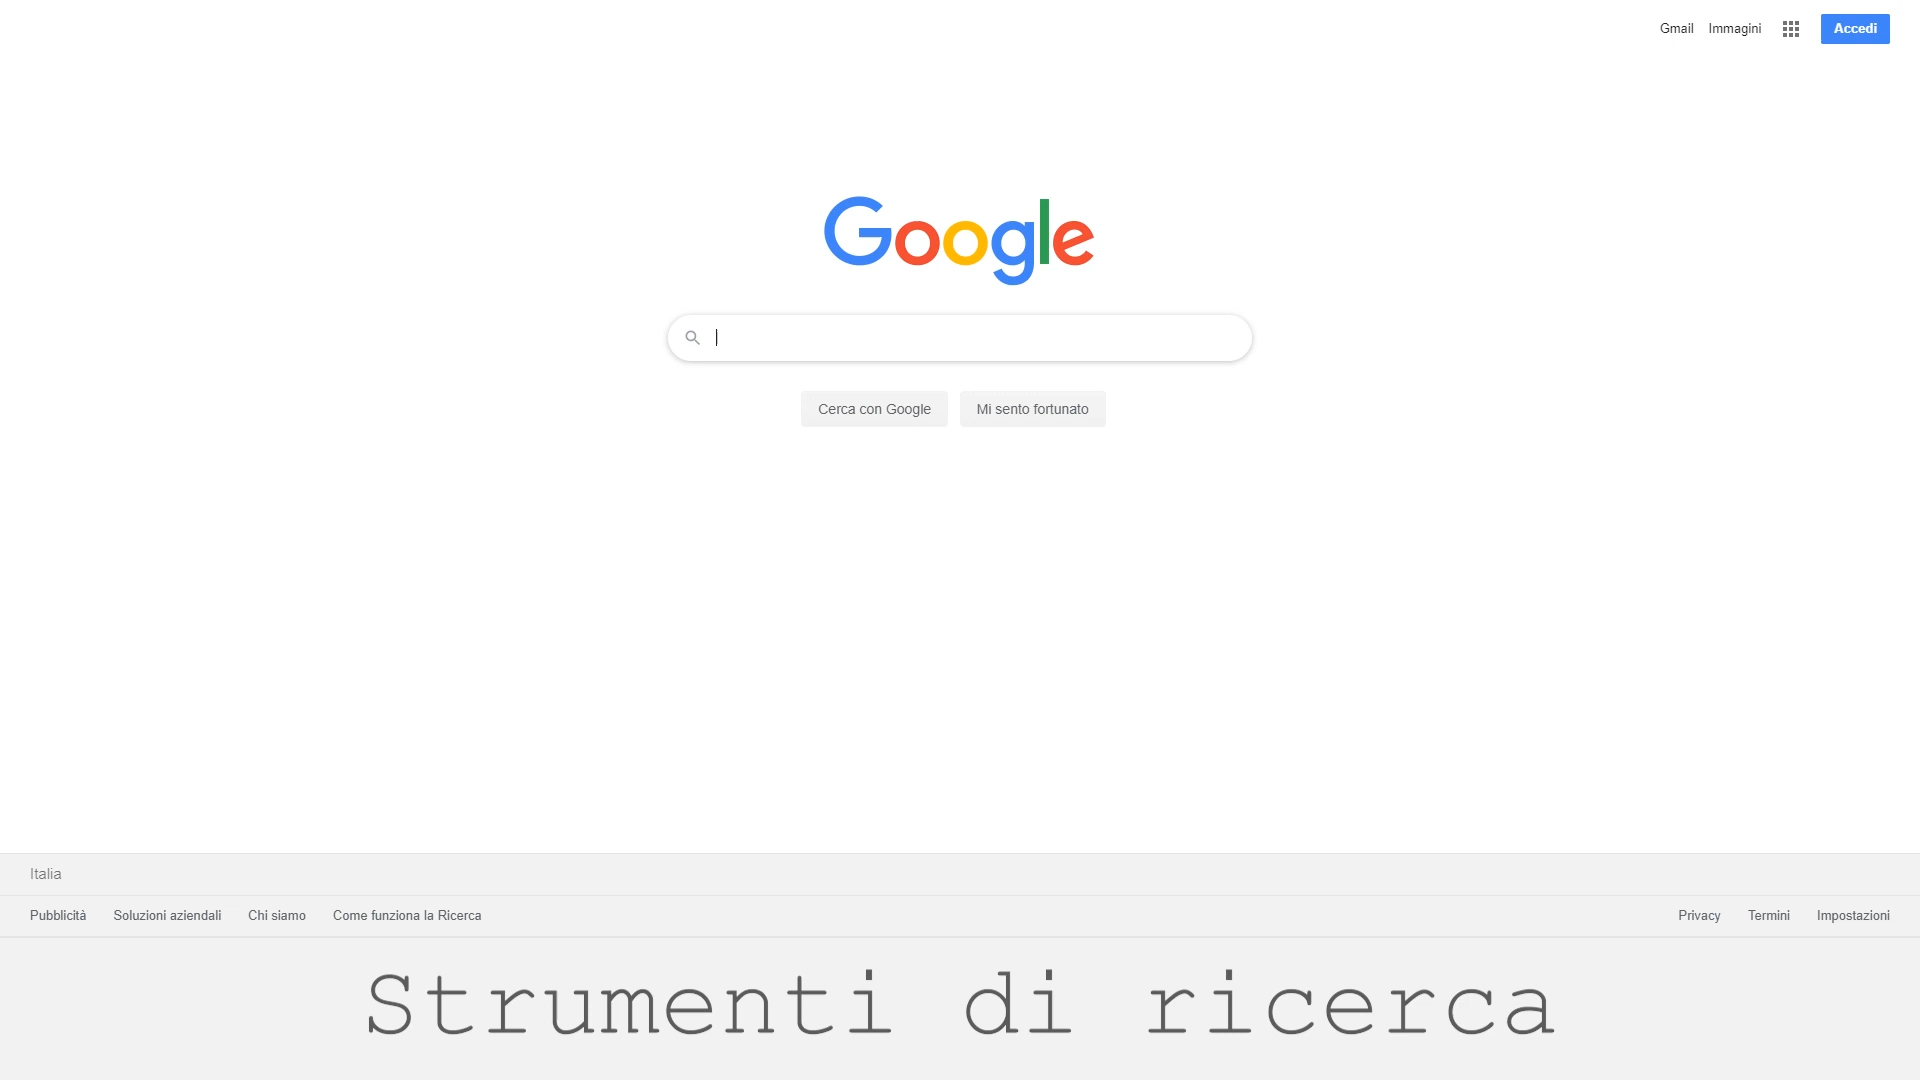 Gmail Immagini Accedi
Google
Cerca con Google Mi sento fortunato
Italia
Pubblicità Soluzioni aziendali Chi siamo Come funziona la Ricerca Privacy Termini Impostazioni
Strumenti di ricerca